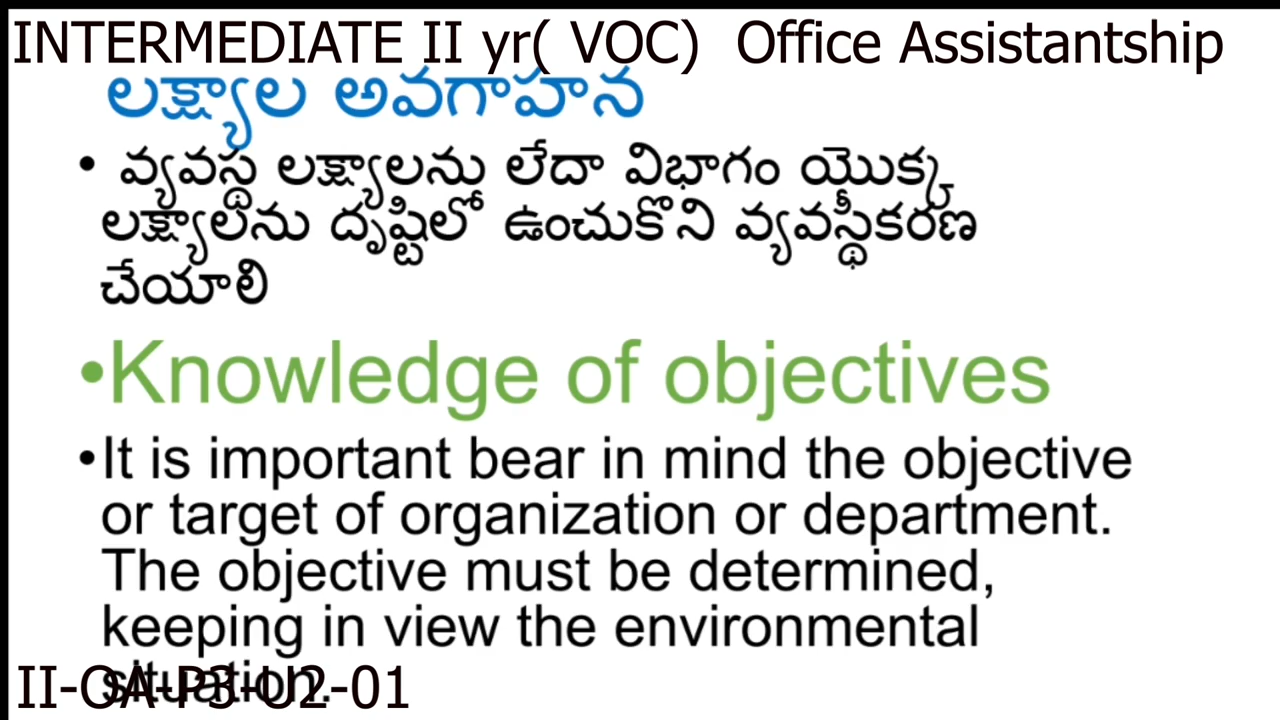 INTERMEDIATE II yr( VOC) Office Assistantship
లక్ష్యాల అవగాహన
• వ్యవస్థ లక్ష్యాలను లేదా విభాగం యొక్క
లక్ష్యాలను దృష్టిలో ఉంచుకొని వ్యవస్థీకరణ
చేయాలి
•Knowledge of objectives
•It is important bear in mind the objective
or target of organization or department.
The objective must be determined,
keeping in view the environmental
situation.
II-OA-P3-U2-01